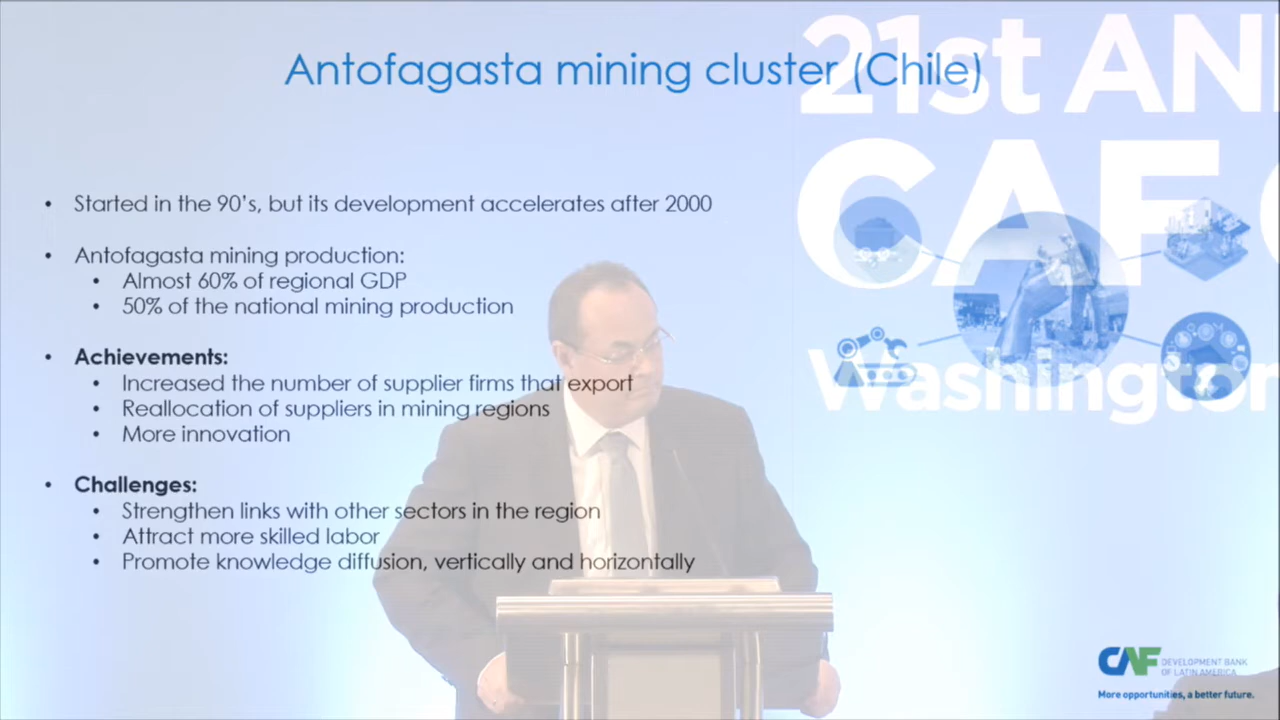 Antofagasta mining cluster (Chile)
21st AN
CAF
Washington
• Started in the 90's, but its development accelerates after 2000
• Antofagasta mining production:
• Almost 60% of regional GDP
• 50% of the national mining production
• Achievements:
• Increased the number of supplier firms that export
• Reallocation of suppliers in mining regions
• More innovation
• Challenges:
• Strengthen links with other sectors in the region
• Attract more skilled labor
• Promote knowledge diffusion, vertically and horizontally
CAF DEVELOPMENT BANK
OF LATIN AMERICA
More opportunities, a better future.